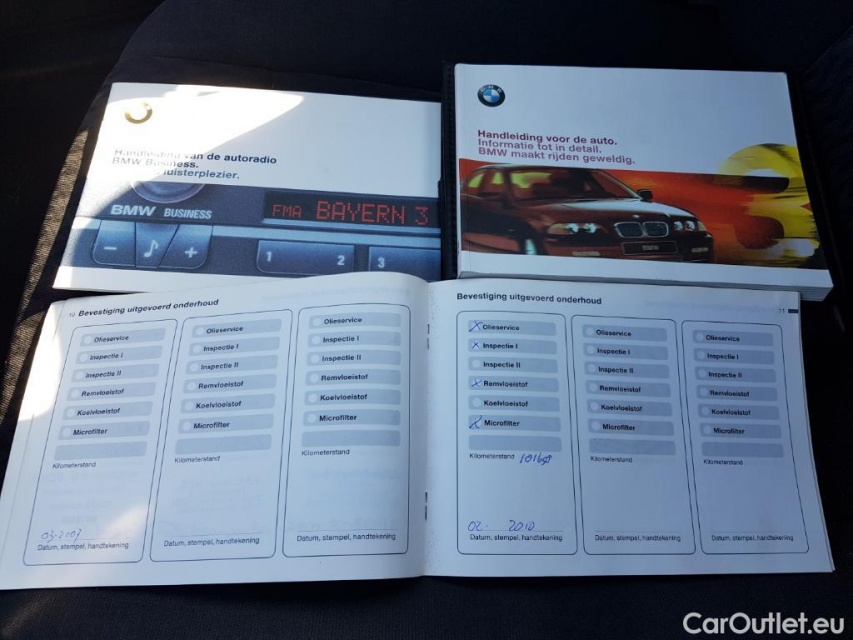 Handleiding van de autoradio
BMW Business.
luisterplezier.
BMW BUSINESS
FMA BAYERN 3
− +
1 2 3
BMW
Handleiding voor de auto.
Informatie tot in detail.
BMW maakt rijden geweldig.
10 Bevestiging uitgevoerd onderhoud
Olieservice
Inspectie I
Inspectie II
Remvloeistof
Koelvloeistof
Microfilter
Kilometerstand
03-2007
Datum, stempel, handtekening
Olieservice
Inspectie I
Inspectie II
Remvloeistof
Koelvloeistof
Microfilter
Kilometerstand
Datum, stempel, handtekening
Olieservice
Inspectie I
Inspectie II
Remvloeistof
Koelvloeistof
Microfilter
Kilometerstand
Datum, stempel, handtekening
Bevestiging uitgevoerd onderhoud 11
X Olieservice
X Inspectie I
Inspectie II
X Remvloeistof
Koelvloeistof
X Microfilter
Kilometerstand
02- 2010
Datum, stempel, handtekening
Olieservice
Inspectie I
Inspectie II
Remvloeistof
Koelvloeistof
Microfilter
Kilometerstand
Datum, stempel, handtekening
Olieservice
Inspectie I
Inspectie II
Remvloeistof
Koelvloeistof
Microfilter
Kilometerstand
Datum, stempel, handtekening
CarOutlet.eu